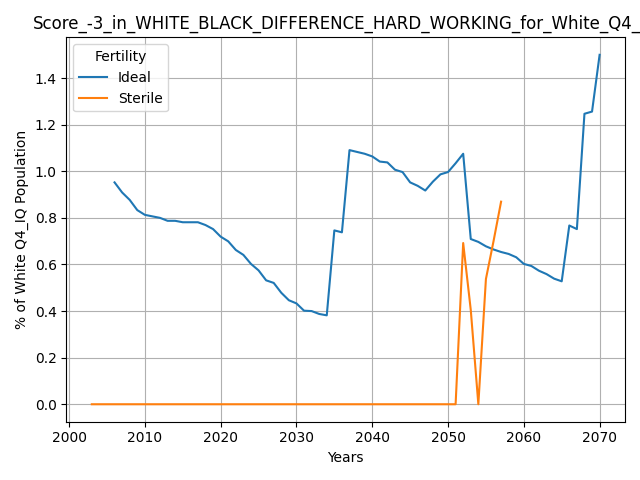 Score_-3_in_WHITE_BLACK_DIFFERENCE_HARD_WORKING_for_White_Q4_
Fertility
Ideal
Sterile
% of White Q4_IQ Population
1.4
1.2
1.0
0.8
0.6
0.4
0.2
0.0
2000 2010 2020 2030 2040 2050 2060 2070
Years